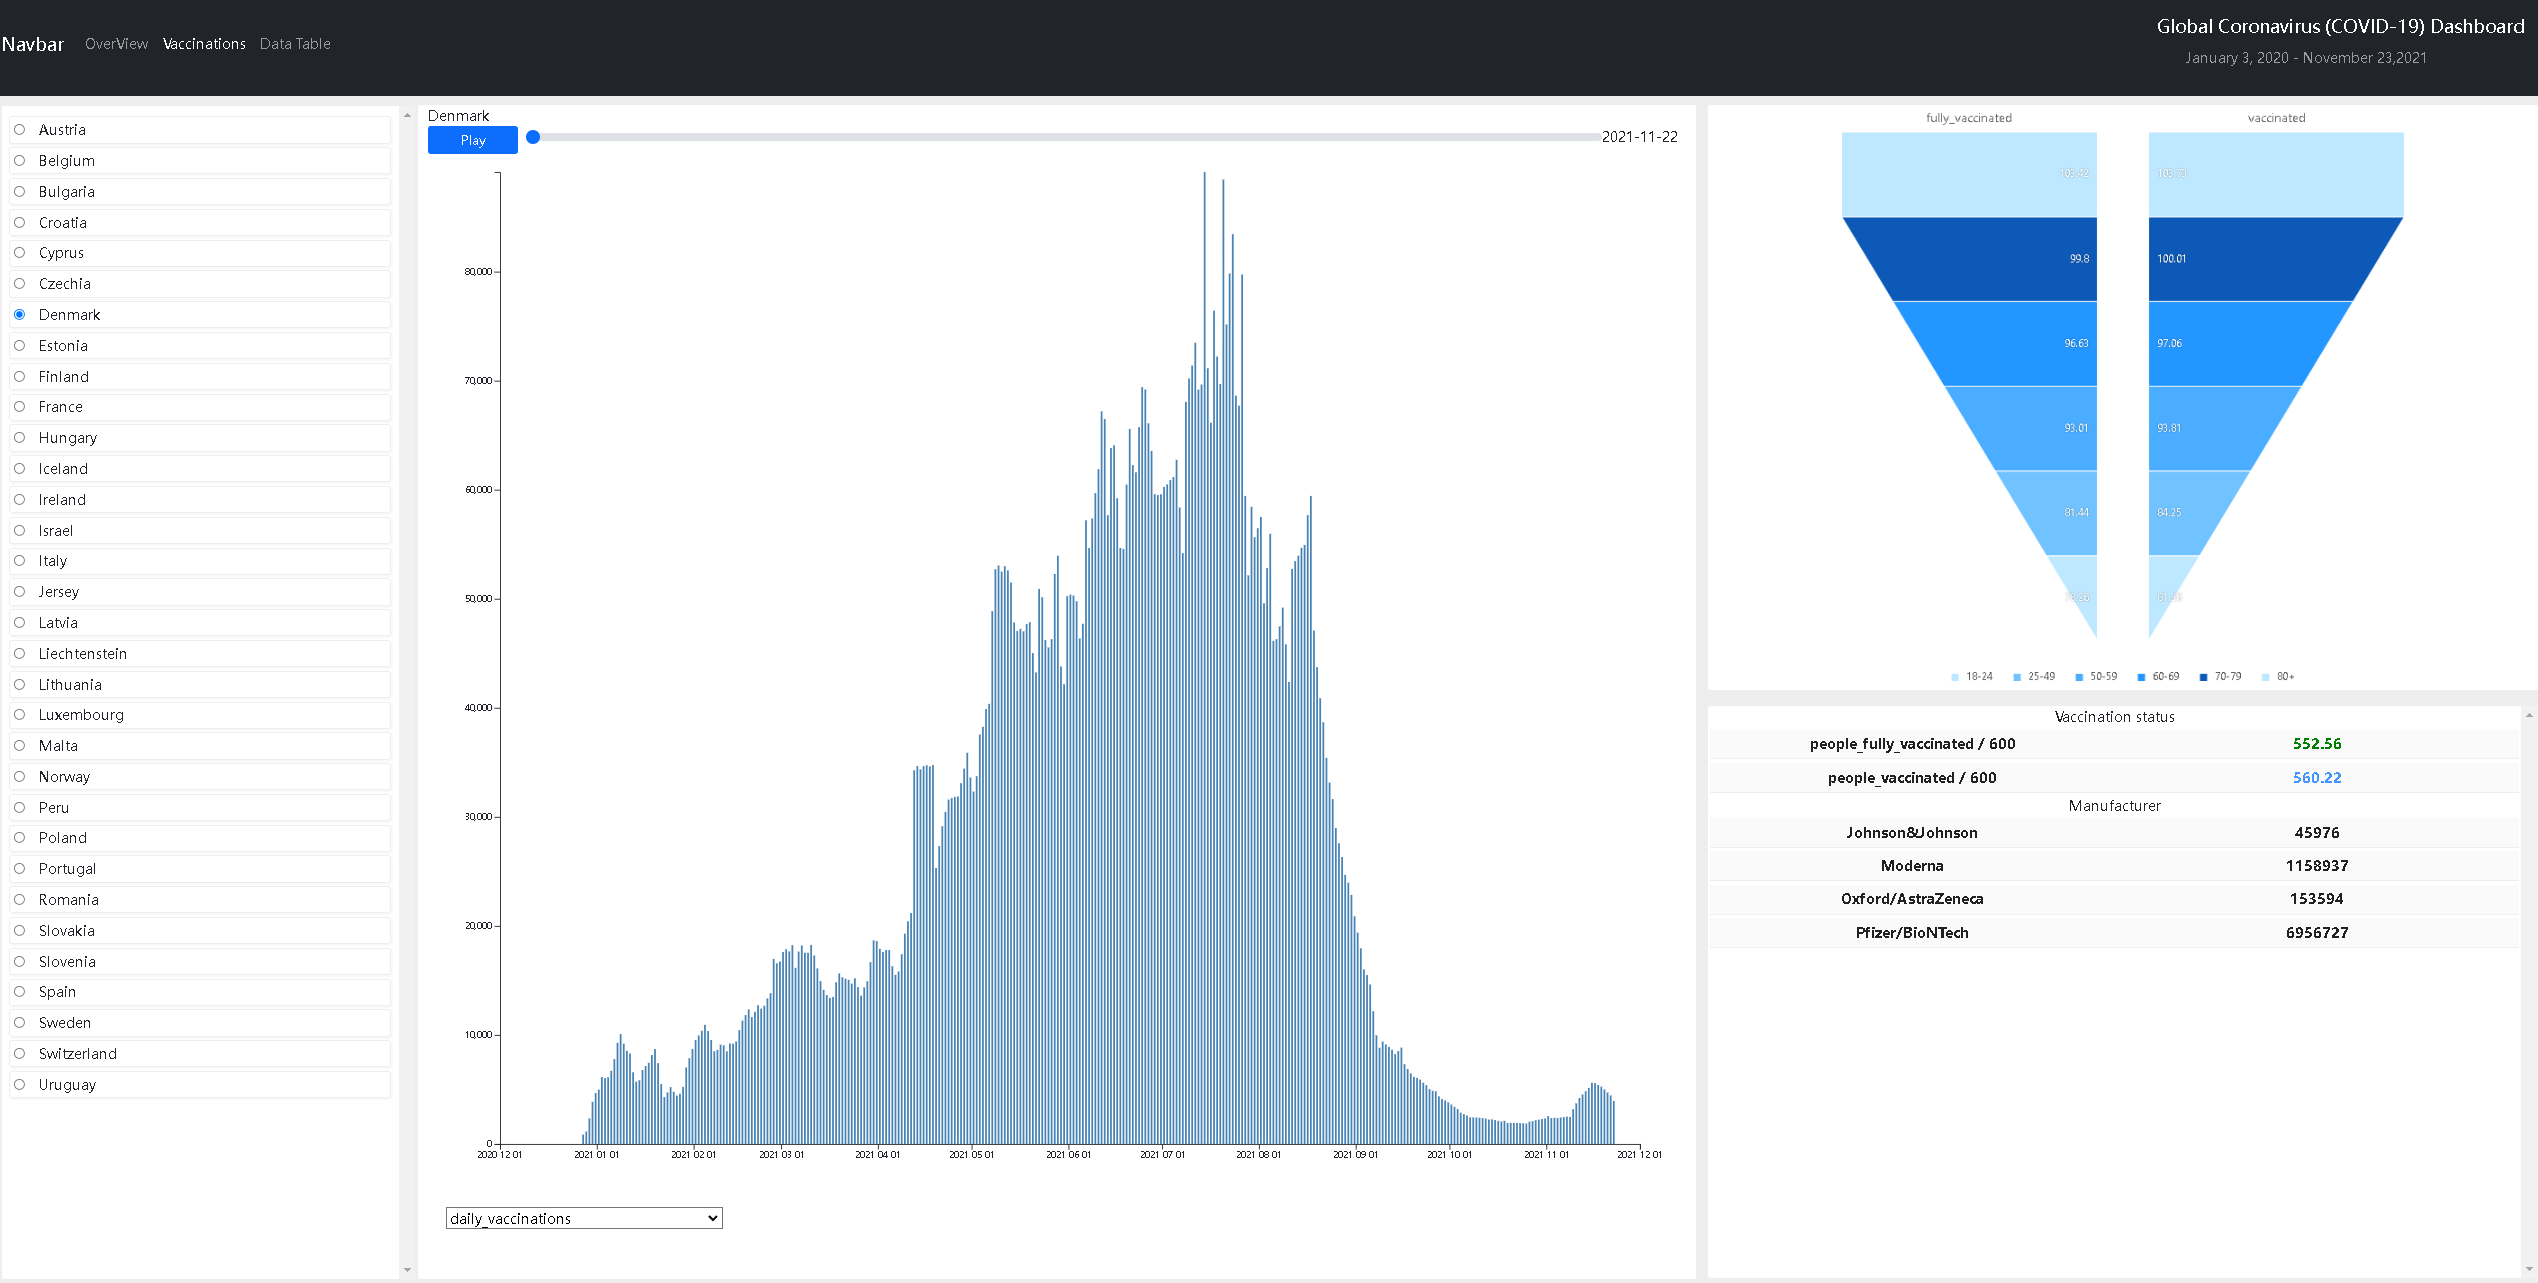 Navbar OverView Vaccinations Data Table
Global Coronavirus (COVID-19) Dashboard
January 3, 2020 - November 23,2021
Austria
Belgium
Bulgaria
Croatia
Cyprus
Czechia
Denmark
Estonia
Finland
France
Hungary
Iceland
Ireland
Israel
Italy
Jersey
Latvia
Liechtenstein
Lithuania
Luxembourg
Malta
Norway
Peru
Poland
Portugal
Romania
Slovakia
Slovenia
Spain
Sweden
Switzerland
Uruguay
Denmark
Play 2021-11-22
80,000
70,000
60,000
50,000
40,000
30,000
20,000
10,000
0
2020 12 01 2021 01 01 2021 02 01 2021 03 01 2021 04 01 2021 05 01 2021 06 01 2021 07 01 2021 08 01 2021 09 01 2021 10 01 2021 11 01 2021 12 01
daily_vaccinations
fully_vaccinated vaccinated
103.42 103.73
99.8 100.01
96.63 97.06
93.01 93.81
81.44 84.25
18-24 25-49 50-59 60-69 70-79 80+
Vaccination status
people_fully_vaccinated / 600 552.56
people_vaccinated / 600 560.22
Manufacturer
Johnson&Johnson 45976
Moderna 1158937
Oxford/AstraZeneca 153594
Pfizer/BioNTech 6956727